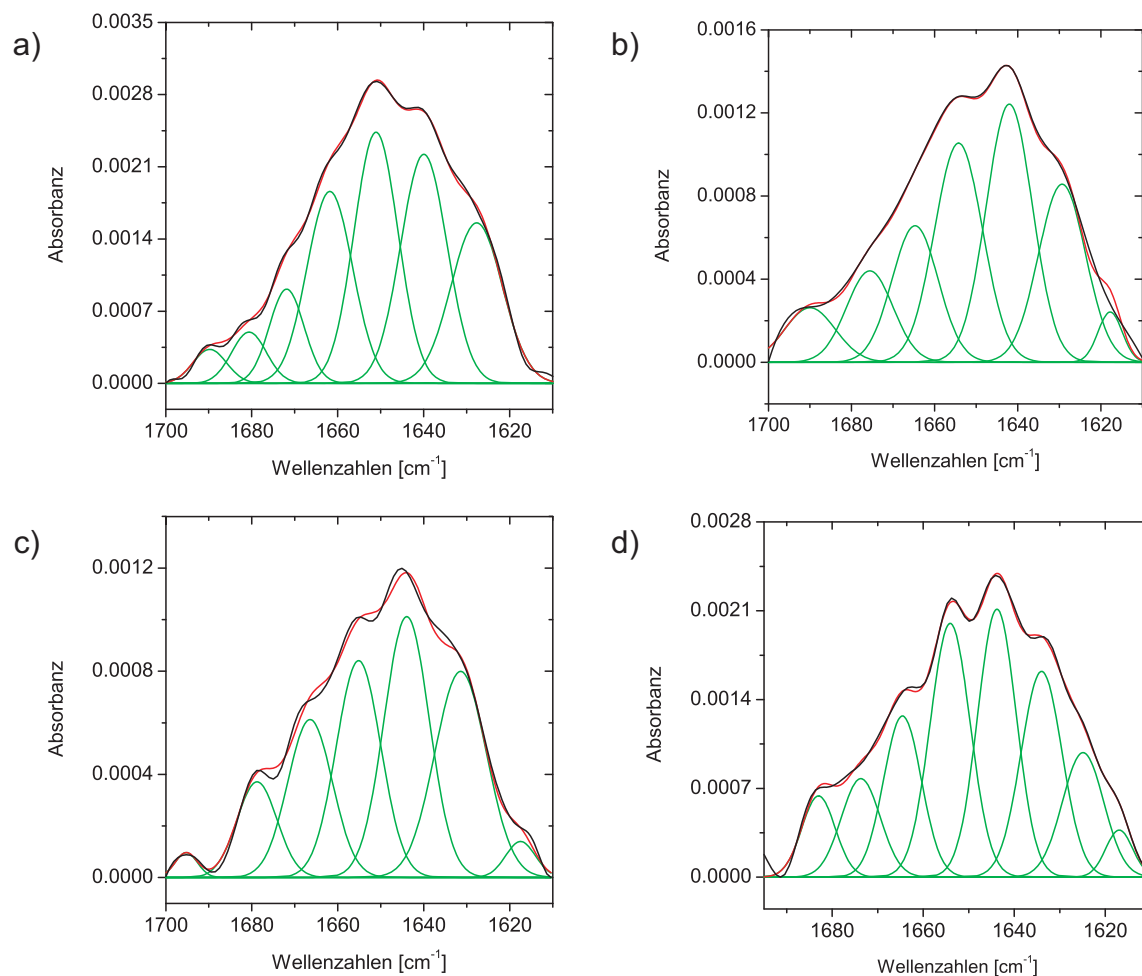 a)
0.0035
0.0028
0.0021
0.0014
0.0007
0.0000
Absorbanz
1700 1680 1660 1640 1620
Wellenzahlen [cm⁻¹]
b)
0.0016
0.0012
0.0008
0.0004
0.0000
Absorbanz
1700 1680 1660 1640 1620
Wellenzahlen [cm⁻¹]
c)
0.0012
0.0008
0.0004
0.0000
Absorbanz
1700 1680 1660 1640 1620
Wellenzahlen [cm⁻¹]
d)
0.0028
0.0021
0.0014
0.0007
0.0000
Absorbanz
1680 1660 1640 1620
Wellenzahlen [cm⁻¹]